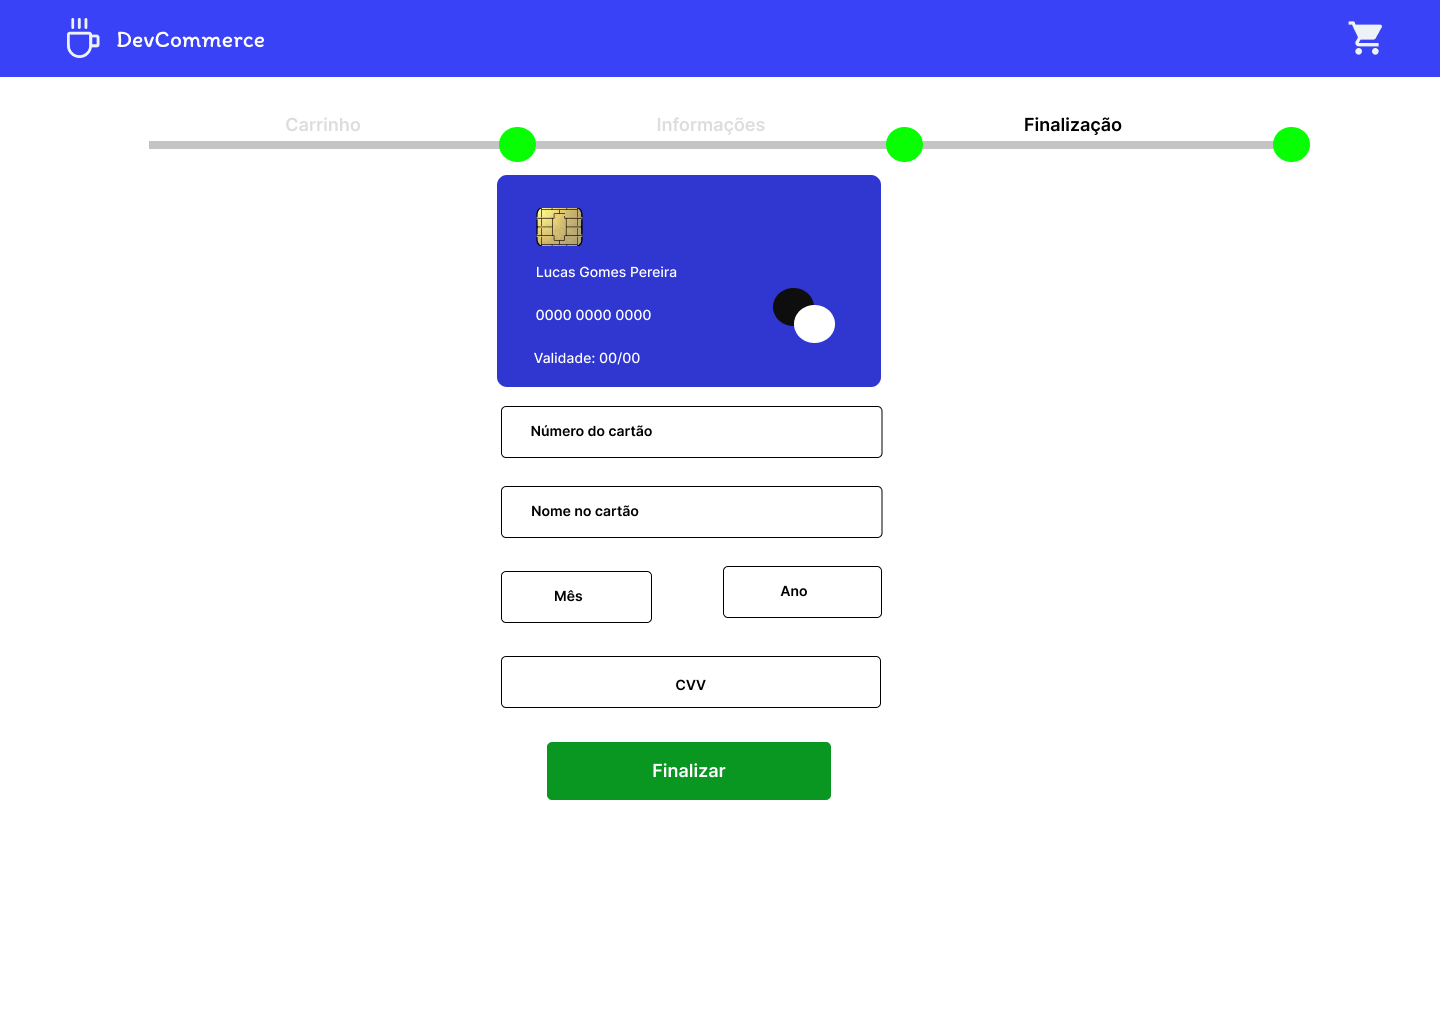 DevCommerce
Carrinho
Informações
Finalização
Lucas Gomes Pereira
0000 0000 0000
Validade: 00/00
Número do cartão
Nome no cartão
Mês
Ano
CVV
Finalizar